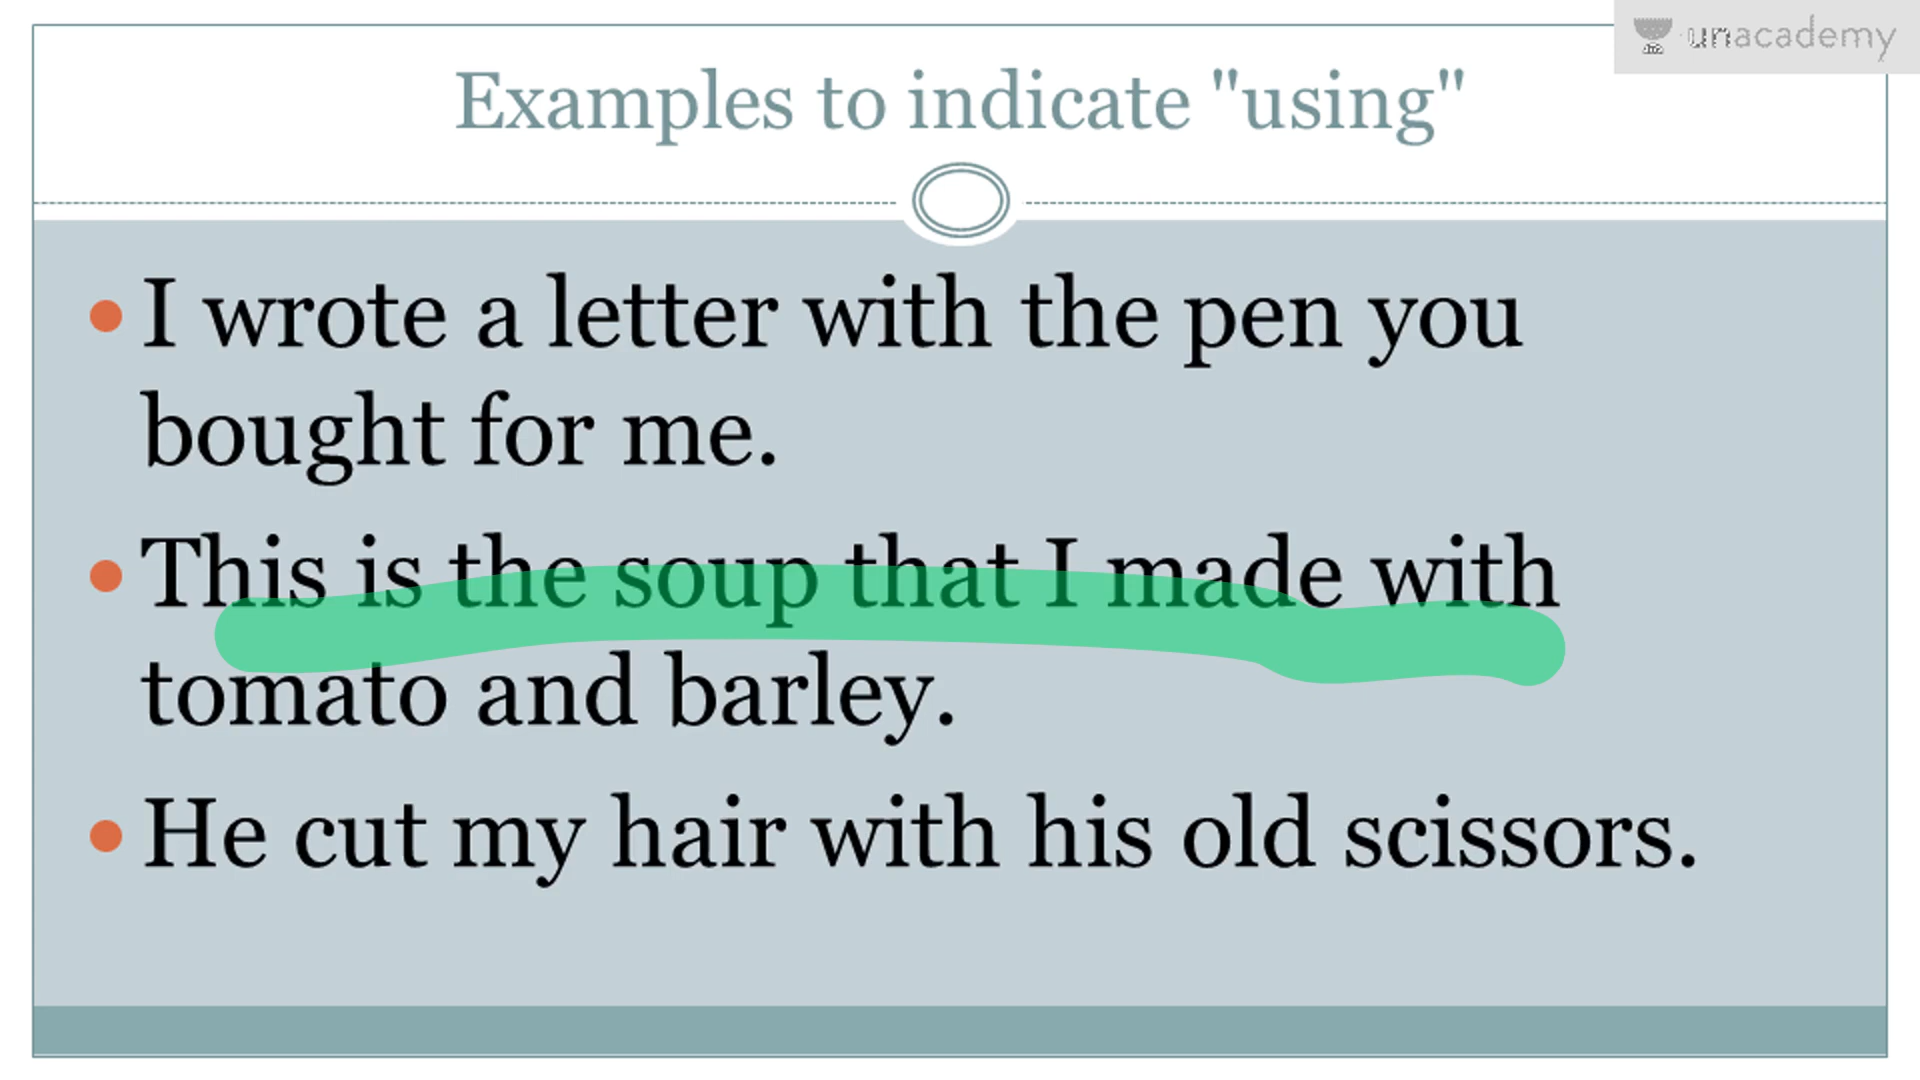 unacademy
Examples to indicate "using"
I wrote a letter with the pen you
bought for me.
This is the soup that I made with
tomato and barley.
He cut my hair with his old scissors.